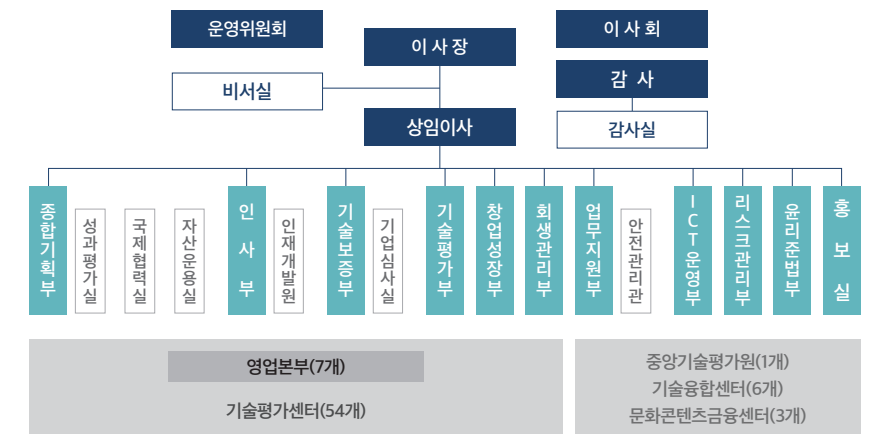 운영위원회
이 사 장
이 사 회
비서실
감 사
상임이사
감사실
종합기획부
성과평가실
국제협력실
자산운용실
인 사 부
인재개발원
기술보증부
기업심사실
기술평가부
창업성장부
회생관리부
업무지원부
안전관리관
ICT운영부
리스크관리부
윤리준법부
홍 보 실
영업본부(7개)
기술평가센터(54개)
중앙기술평가원(1개)
기술융합센터(6개)
문화콘텐츠금융센터(3개)